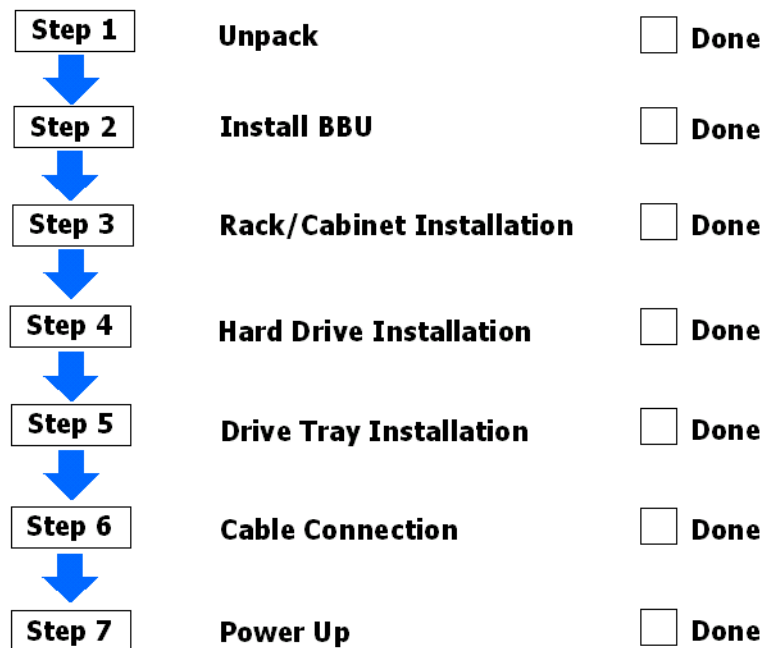 Step 1 Unpack Done
Step 2 Install BBU Done
Step 3 Rack/Cabinet Installation Done
Step 4 Hard Drive Installation Done
Step 5 Drive Tray Installation Done
Step 6 Cable Connection Done
Step 7 Power Up Done